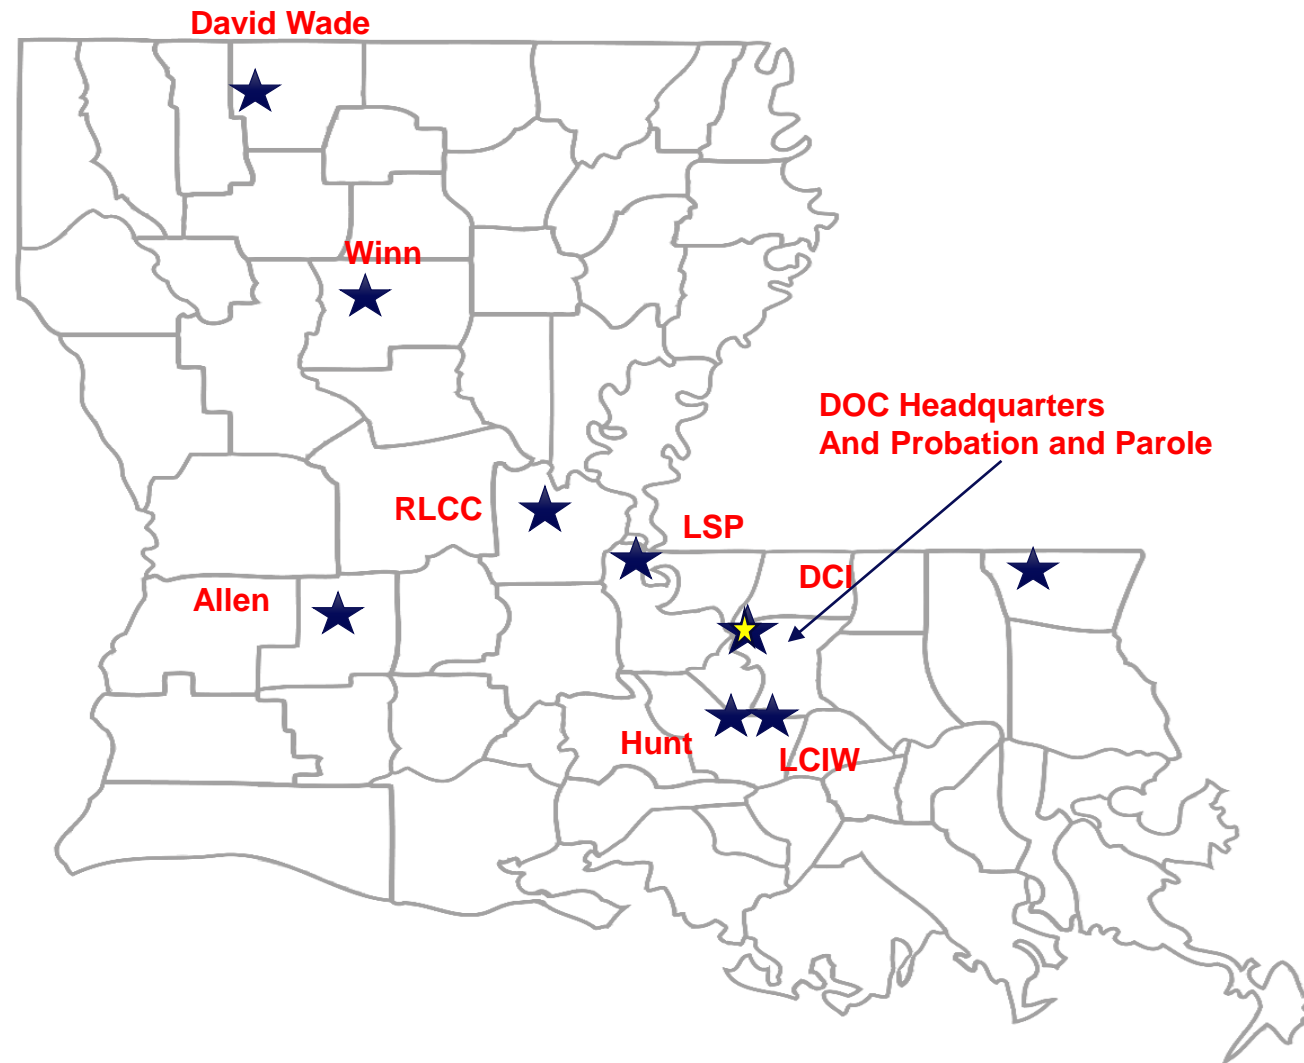 David Wade
Winn
DOC Headquarters
And Probation and Parole
RLCC
LSP
DCI
Allen
Hunt
LCIW